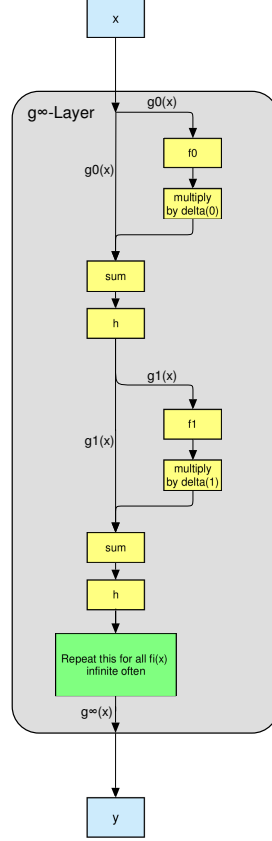 x
g∞-Layer
g0(x)
g0(x)
f0
multiply
by delta(0)
sum
h
g1(x)
g1(x)
f1
multiply
by delta(1)
sum
h
Repeat this for all fi(x)
infinite often
g∞(x)
y